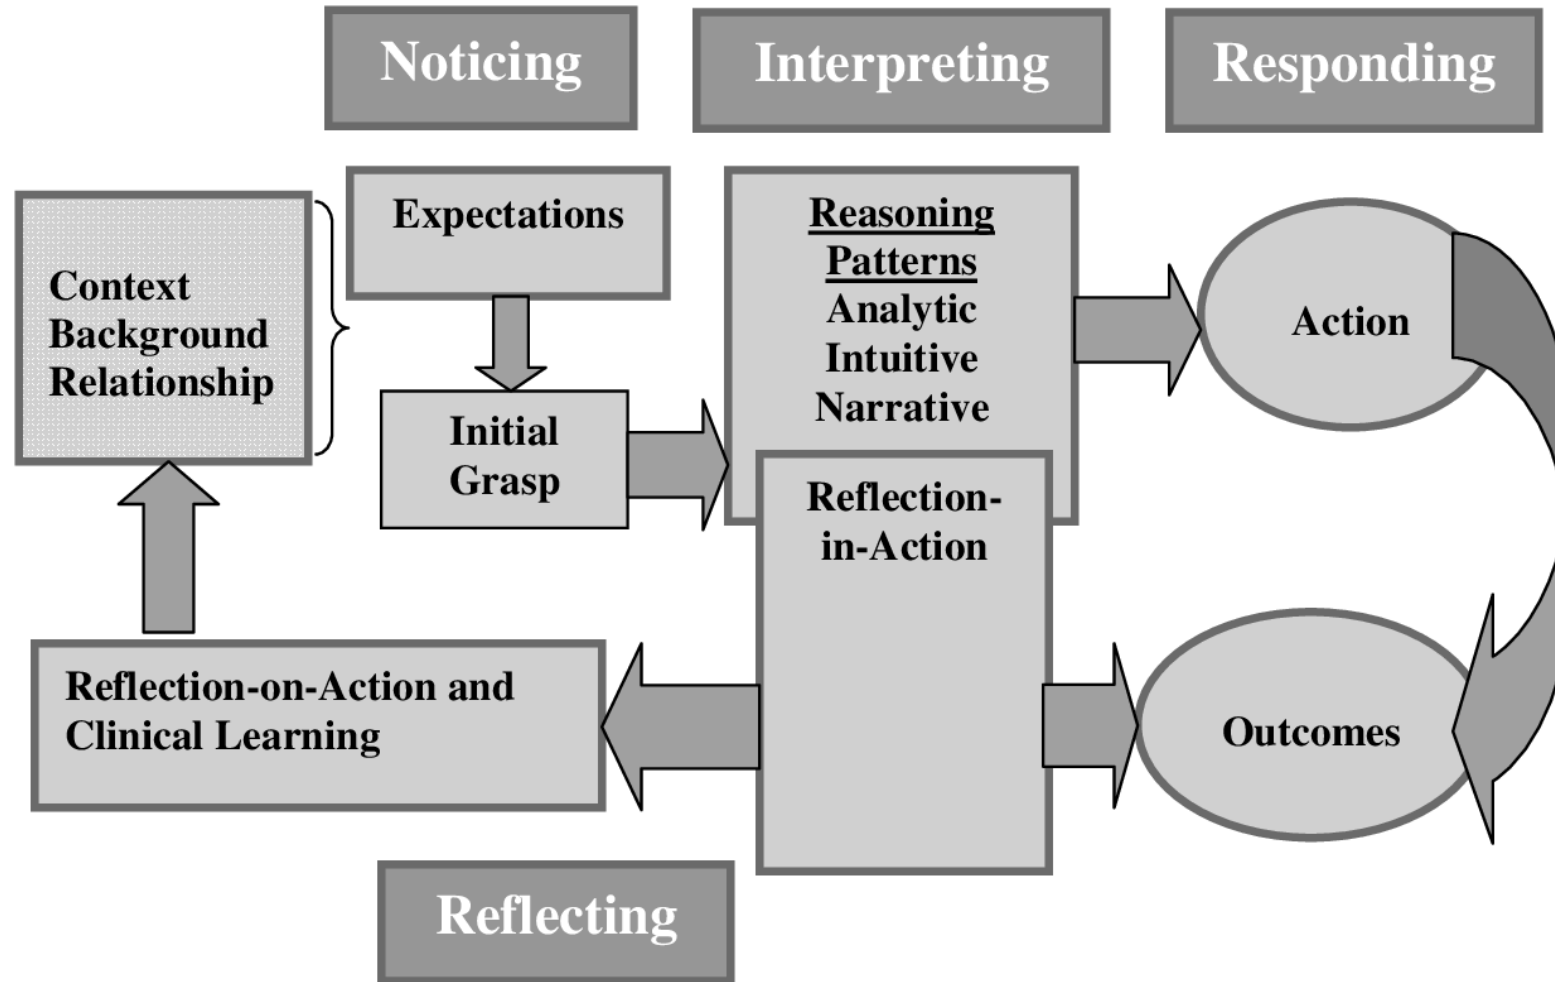 Noticing
Interpreting
Responding
Context
Background
Relationship
Expectations
Initial
Grasp
Reasoning
Patterns
Analytic
Intuitive
Narrative
Reflection-
in-Action
Action
Outcomes
Reflection-on-Action and
Clinical Learning
Reflecting